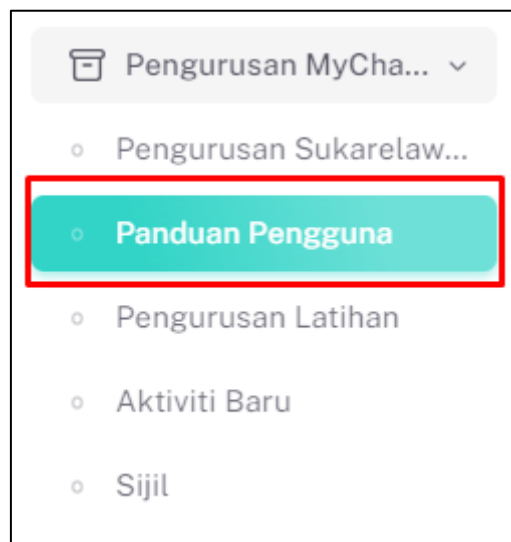 Pengurusan MyCha...
Pengurusan Sukarelaw...
Panduan Pengguna
Pengurusan Latihan
Aktiviti Baru
Sijil